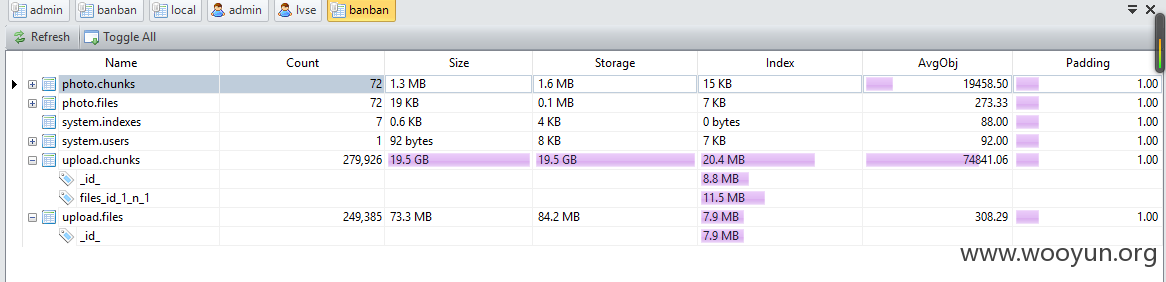 admin banban local admin lvse banban
Refresh Toggle All
Name Count Size Storage Index AvgObj Padding
photo.chunks 72 1.3 MB 1.6 MB 15 KB 19458.50 1.00
photo.files 72 19 KB 0.1 MB 7 KB 273.33 1.00
system.indexes 7 0.6 KB 4 KB 0 bytes 88.00 1.00
system.users 1 92 bytes 8 KB 7 KB 92.00 1.00
upload.chunks 279,926 19.5 GB 19.5 GB 20.4 MB 74841.06 1.00
_id_ 8.8 MB
files_id_1_n_1 11.5 MB
upload.files 249,385 73.3 MB 84.2 MB 7.9 MB 308.29 1.00
_id_ 7.9 MB
www.wooyun.org